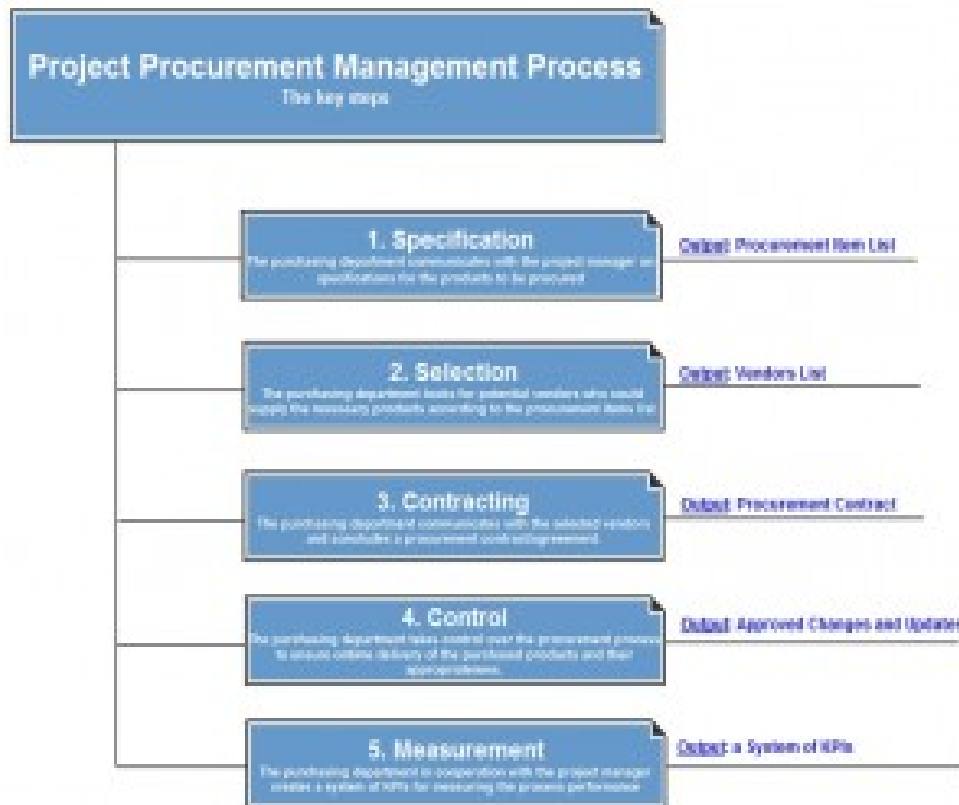 Project Procurement Management Process
The key steps
1. Specification
The purchasing department communicates with the project manager on
specifications for the products to be procured
Output: Procurement Item List
2. Selection
The purchasing department looks for potential vendors who could
supply the necessary products according to the procurement items list
Output: Vendors List
3. Contracting
The purchasing department communicates with the selected vendors
and concludes a procurement contract/agreement.
Output: Procurement Contract
4. Control
The purchasing department takes control over the procurement process
to ensure ontime delivery of the purchased products and their
appropriateness.
Output: Approved Changes and Updates
5. Measurement
The purchasing department in cooperation with the project manager
creates a system of KPIs for measuring the process performance
Output: a System of KPIs